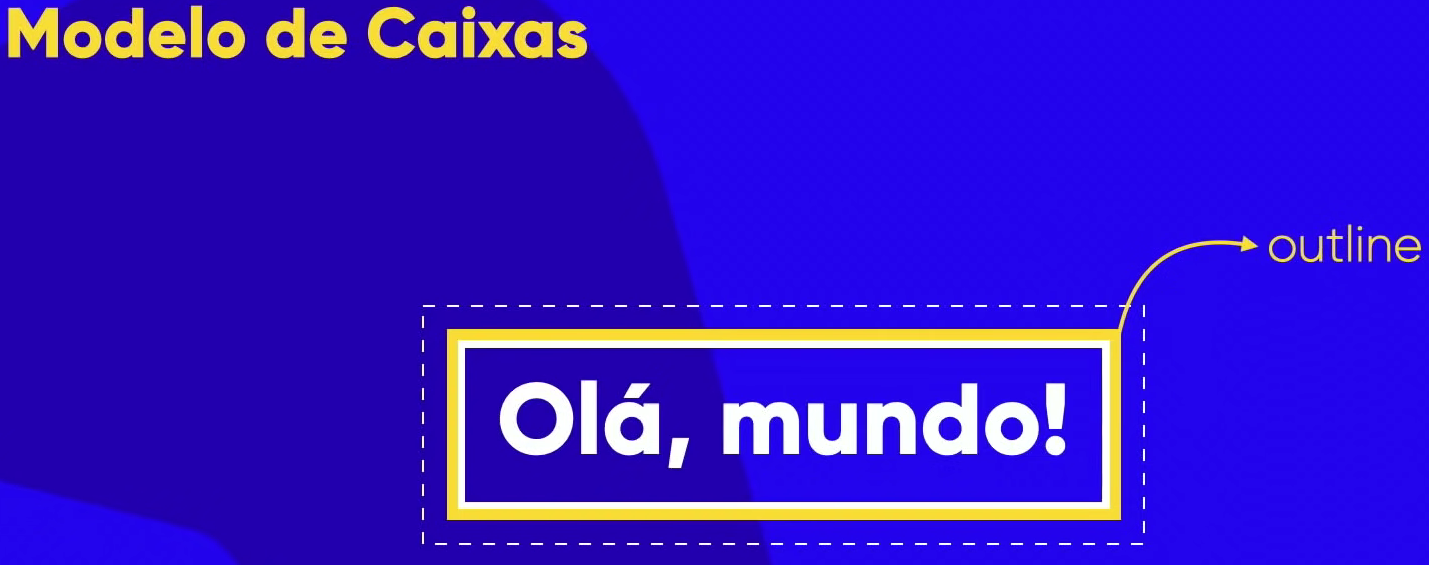 Modelo de Caixas
outline
Olá, mundo!